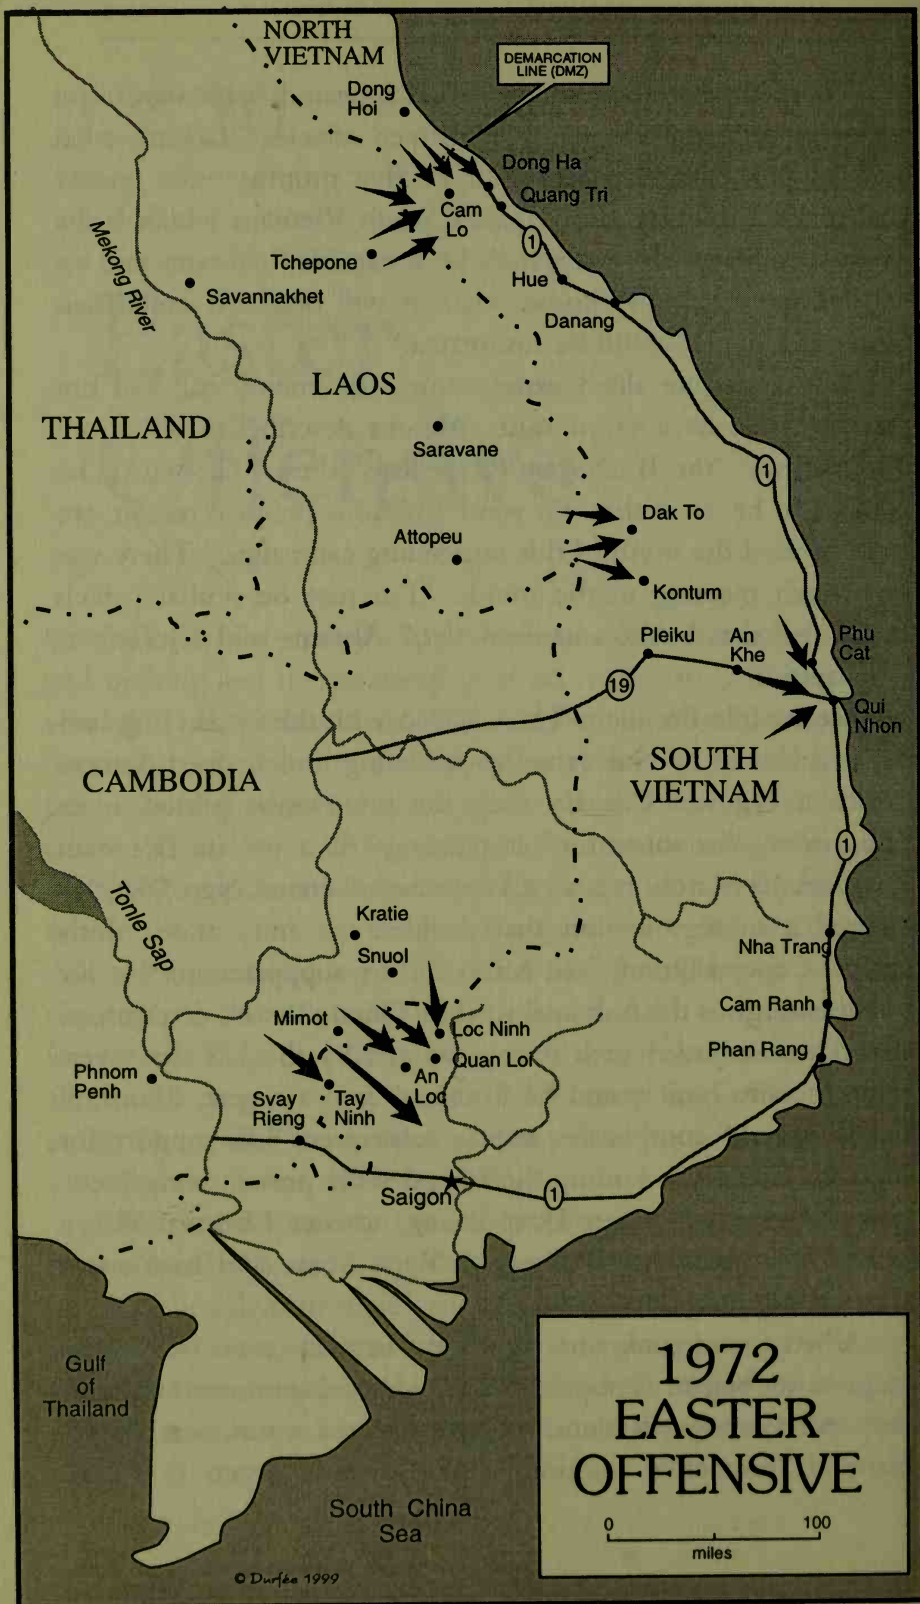 NORTH
VIETNAM
DEMARCATION
LINE (DMZ)
Dong
Hoi
Dong Ha
Quang Tri
Cam
Lo
1
Tchepone
Mekong River
Savannakhet
Hue
Danang
LAOS
THAILAND
Saravane
1
Dak To
Attopeu
Kontum
Pleiku
An
Khe
Phu
Cat
19
Qui
Nhon
SOUTH
VIETNAM
CAMBODIA
1
Tonle Sap
Kratie
Snuol
Nha Trang
Cam Ranh
Mimot
Loc Ninh
Quan Loi
Phan Rang
Phnom
Penh
An
Loc
Svay
Rieng
Tay
Ninh
Saigon
1
Gulf
of
Thailand
South China
Sea
1972
EASTER
OFFENSIVE
0 100
miles
© Durfée 1999